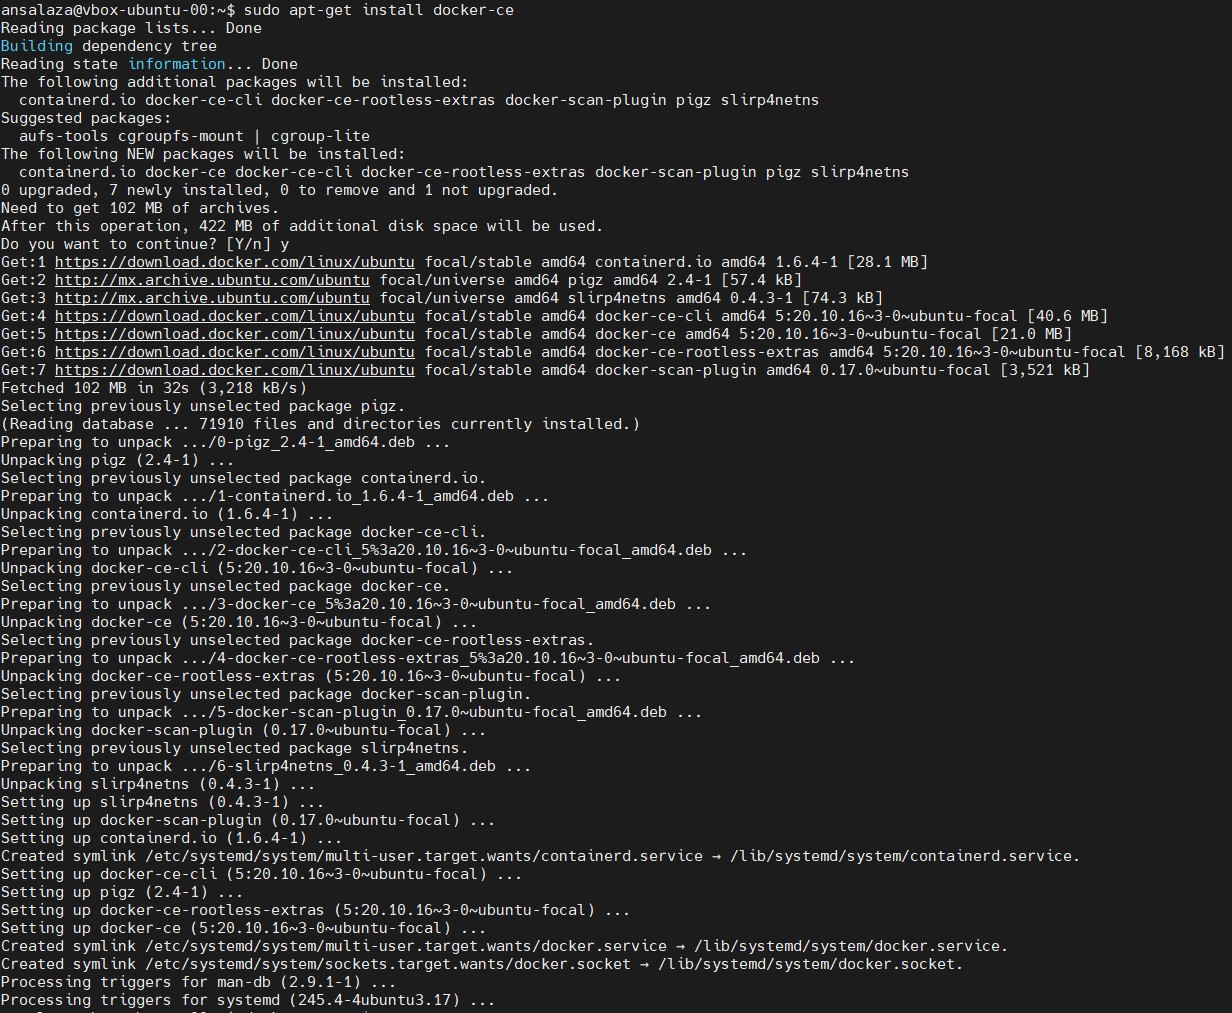 ansalaza@vbox-ubuntu-00:~$ sudo apt-get install docker-ce
Reading package lists... Done
Building dependency tree
Reading state information... Done
The following additional packages will be installed:
  containerd.io docker-ce-cli docker-ce-rootless-extras docker-scan-plugin pigz slirp4netns
Suggested packages:
  aufs-tools cgroupfs-mount | cgroup-lite
The following NEW packages will be installed:
  containerd.io docker-ce docker-ce-cli docker-ce-rootless-extras docker-scan-plugin pigz slirp4netns
0 upgraded, 7 newly installed, 0 to remove and 1 not upgraded.
Need to get 102 MB of archives.
After this operation, 422 MB of additional disk space will be used.
Do you want to continue? [Y/n] y
Get:1 https://download.docker.com/linux/ubuntu focal/stable amd64 containerd.io amd64 1.6.4-1 [28.1 MB]
Get:2 http://mx.archive.ubuntu.com/ubuntu focal/universe amd64 pigz amd64 2.4-1 [57.4 kB]
Get:3 http://mx.archive.ubuntu.com/ubuntu focal/universe amd64 slirp4netns amd64 0.4.3-1 [74.3 kB]
Get:4 https://download.docker.com/linux/ubuntu focal/stable amd64 docker-ce-cli amd64 5:20.10.16~3-0~ubuntu-focal [40.6 MB]
Get:5 https://download.docker.com/linux/ubuntu focal/stable amd64 docker-ce amd64 5:20.10.16~3-0~ubuntu-focal [21.0 MB]
Get:6 https://download.docker.com/linux/ubuntu focal/stable amd64 docker-ce-rootless-extras amd64 5:20.10.16~3-0~ubuntu-focal [8,168 kB]
Get:7 https://download.docker.com/linux/ubuntu focal/stable amd64 docker-scan-plugin amd64 0.17.0~ubuntu-focal [3,521 kB]
Fetched 102 MB in 32s (3,218 kB/s)
Selecting previously unselected package pigz.
(Reading database ... 71910 files and directories currently installed.)
Preparing to unpack .../0-pigz_2.4-1_amd64.deb ...
Unpacking pigz (2.4-1) ...
Selecting previously unselected package containerd.io.
Preparing to unpack .../1-containerd.io_1.6.4-1_amd64.deb ...
Unpacking containerd.io (1.6.4-1) ...
Selecting previously unselected package docker-ce-cli.
Preparing to unpack .../2-docker-ce-cli_5%3a20.10.16~3-0~ubuntu-focal_amd64.deb ...
Unpacking docker-ce-cli (5:20.10.16~3-0~ubuntu-focal) ...
Selecting previously unselected package docker-ce.
Preparing to unpack .../3-docker-ce_5%3a20.10.16~3-0~ubuntu-focal_amd64.deb ...
Unpacking docker-ce (5:20.10.16~3-0~ubuntu-focal) ...
Selecting previously unselected package docker-ce-rootless-extras.
Preparing to unpack .../4-docker-ce-rootless-extras_5%3a20.10.16~3-0~ubuntu-focal_amd64.deb ...
Unpacking docker-ce-rootless-extras (5:20.10.16~3-0~ubuntu-focal) ...
Selecting previously unselected package docker-scan-plugin.
Preparing to unpack .../5-docker-scan-plugin_0.17.0~ubuntu-focal_amd64.deb ...
Unpacking docker-scan-plugin (0.17.0~ubuntu-focal) ...
Selecting previously unselected package slirp4netns.
Preparing to unpack .../6-slirp4netns_0.4.3-1_amd64.deb ...
Unpacking slirp4netns (0.4.3-1) ...
Setting up slirp4netns (0.4.3-1) ...
Setting up docker-scan-plugin (0.17.0~ubuntu-focal) ...
Setting up containerd.io (1.6.4-1) ...
Created symlink /etc/systemd/system/multi-user.target.wants/containerd.service → /lib/systemd/system/containerd.service.
Setting up docker-ce-cli (5:20.10.16~3-0~ubuntu-focal) ...
Setting up pigz (2.4-1) ...
Setting up docker-ce-rootless-extras (5:20.10.16~3-0~ubuntu-focal) ...
Setting up docker-ce (5:20.10.16~3-0~ubuntu-focal) ...
Created symlink /etc/systemd/system/multi-user.target.wants/docker.service → /lib/systemd/system/docker.service.
Created symlink /etc/systemd/system/sockets.target.wants/docker.socket → /lib/systemd/system/docker.socket.
Processing triggers for man-db (2.9.1-1) ...
Processing triggers for systemd (245.4-4ubuntu3.17) ...